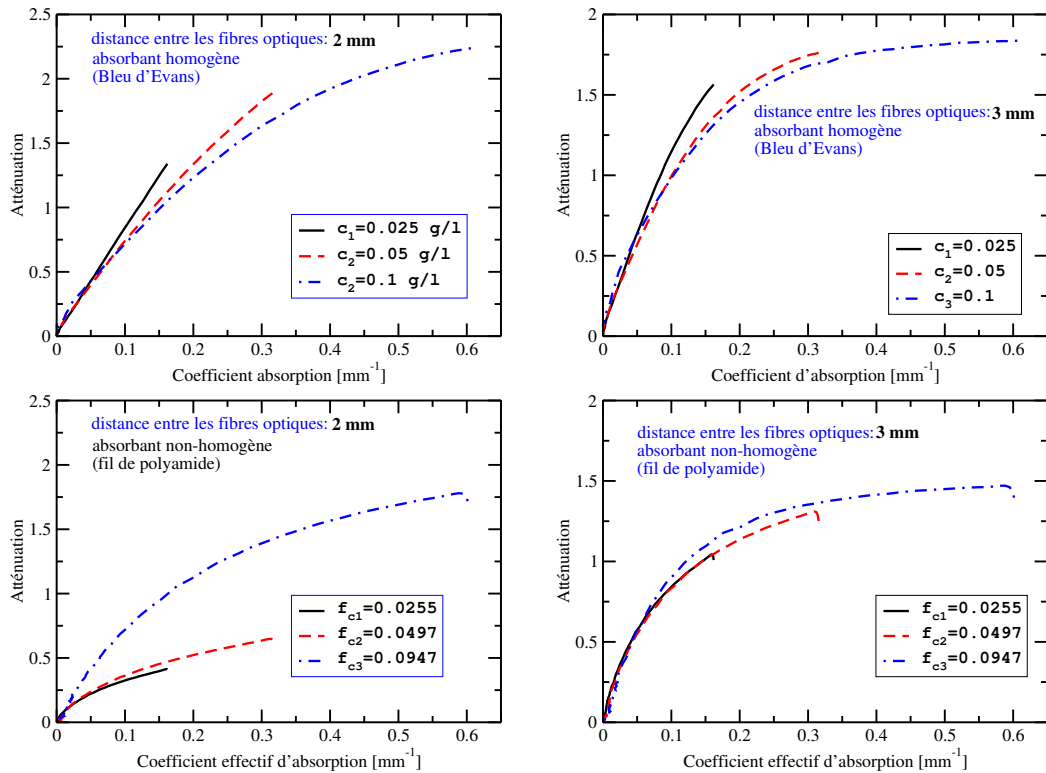 distance entre les fibres optiques: 2 mm
absorbant homogène
(Bleu d'Evans)
Atténuation
2.5
2
1.5
1
0.5
0
c1=0.025 g/l
c2=0.05 g/l
c2=0.1 g/l
0 0.1 0.2 0.3 0.4 0.5 0.6
Coefficient absorption [mm-1]
distance entre les fibres optiques: 3 mm
absorbant homogène
(Bleu d'Evans)
Atténuation
2
1.5
1
0.5
0
c1=0.025
c2=0.05
c3=0.1
0 0.1 0.2 0.3 0.4 0.5 0.6
Coefficient d'absorption [mm-1]
distance entre les fibres optiques: 2 mm
absorbant non-homogène
(fil de polyamide)
Atténuation
2.5
2
1.5
1
0.5
0
fc1=0.0255
fc2=0.0497
fc3=0.0947
0 0.1 0.2 0.3 0.4 0.5 0.6
Coefficient effectif d'absorption [mm-1]
distance entre les fibres optiques: 3 mm
absorbant non-homogène
(fil de polyamide)
Atténuation
2
1.5
1
0.5
0
fc1=0.0255
fc2=0.0497
fc3=0.0947
0 0.1 0.2 0.3 0.4 0.5 0.6
Coefficient effectif d'absorption [mm-1]